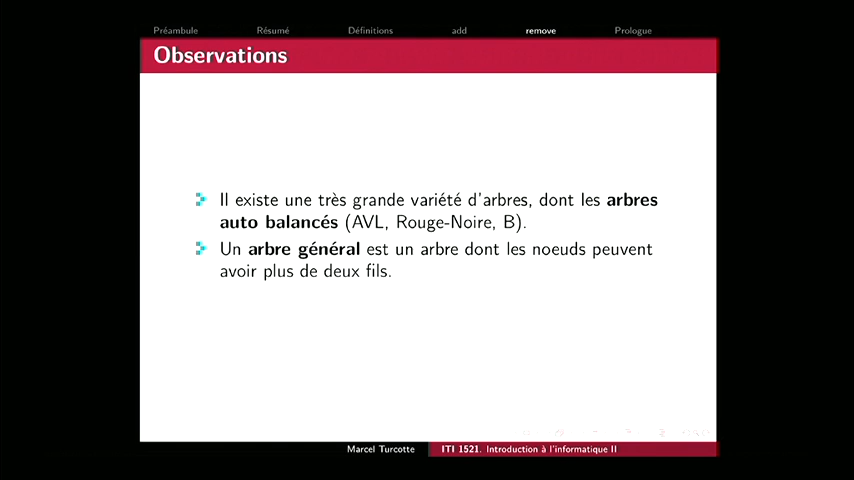 Préambule Résumé Définitions add remove Prologue
Observations
Il existe une très grande variété d'arbres, dont les arbres
auto balancés (AVL, Rouge-Noire, B).
Un arbre général est un arbre dont les noeuds peuvent
avoir plus de deux fils.
Marcel Turcotte ITI 1521. Introduction à l'informatique II